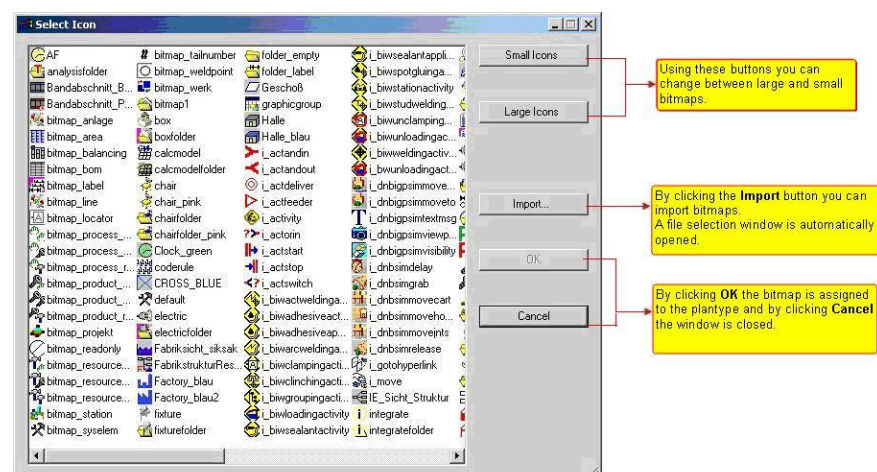 Select Icon
AF
analysisfolder
Bandabschnitt_B...
Bandabschnitt_P...
bitmap_anlage
bitmap_area
bitmap_balancing
bitmap_bom
bitmap_label
bitmap_line
bitmap_locator
bitmap_process_...
bitmap_process_...
bitmap_process_r...
bitmap_product_...
bitmap_product_...
bitmap_projekt
bitmap_readonly
bitmap_resource...
bitmap_resource...
bitmap_resource...
bitmap_station
bitmap_syselem
bitmap_tailnumber
bitmap_weldpoint
bitmap_werk
bitmap1
box
boxfolder
calcmodel
calcmodelfolder
chair
chair_pink
chairfolder
chairfolder_pink
Clock_green
coderule
CROSS_BLUE
default
electric
electricfolder
Fabriksicht_siksak
FabrikstrukturRes...
Factory_blau
Factory_blau2
fixture
fixturefolder
folder_empty
folder_label
Geschoß
graphicgroup
Halle
Halle_blau
i_actandin
i_actandout
i_actdeliver
i_actfeeder
i_activity
i_actorin
i_actstart
i_actstop
i_actswitch
i_biwactweldinga...
i_biwadhesiveact...
i_biwadhesiveap...
i_biwarcweldinga...
i_biwclampingacti...
i_biwclinchingacti...
i_biwgroupingacti...
i_biwloadingactivity
i_biwsealantactivity
i_biwsealantappli...
i_biwspotgluinga...
i_biwstationactivity
i_biwstudwelding...
i_biwunclamping...
i_biwunloadingac...
i_biwweldingactiv...
i_bwunloadingact...
i_dnbigpsimmove...
i_dnbigpsimmoveto
i_dnbigpsimtextmsg
i_dnbigpsimviewp...
i_dnbigpsimvisibility
i_dnbsimdelay
i_dnbsimgrab
i_dnbsimmovecart
i_dnbsimmoveho...
i_dnbsimmovejnts
i_dnbsimrelease
i_gotohyperlink
i_move
IE_Sicht_Struktur
integrate
integratefolder
Small Icons
Large Icons
Import...
OK
Cancel
Using these buttons you can
change between large and small
bitmaps.
By clicking the Import button you can
import bitmaps.
A file selection window is automatically
opened.
By clicking OK the bitmap is assigned
to the plantype and by clicking Cancel
the window is closed.